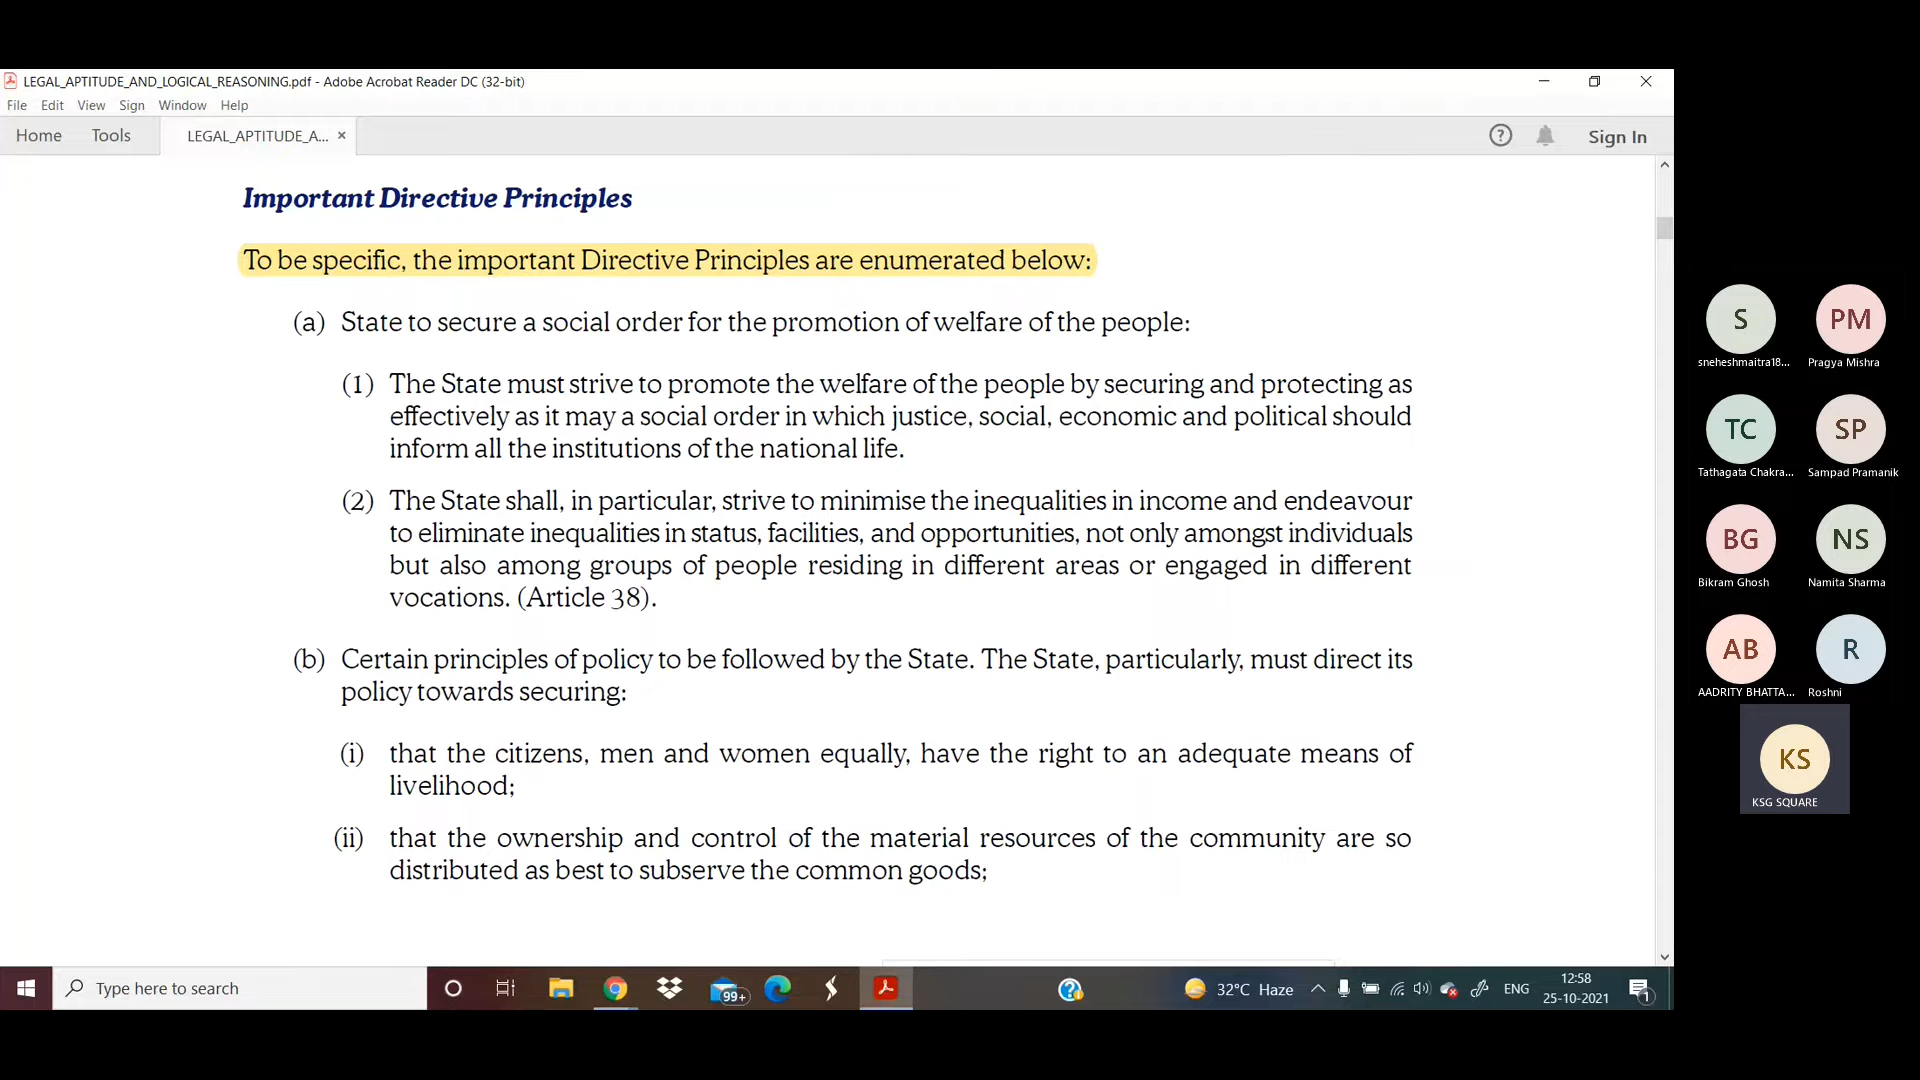 LEGAL_APTITUDE_AND_LOGICAL_REASONING.pdf - Adobe Acrobat Reader DC (32-bit)
File Edit View Sign Window Help
Home Tools LEGAL_APTITUDE_A... × Sign In
Important Directive Principles
To be specific, the important Directive Principles are enumerated below:
(a) State to secure a social order for the promotion of welfare of the people:
(1) The State must strive to promote the welfare of the people by securing and protecting as
effectively as it may a social order in which justice, social, economic and political should
inform all the institutions of the national life.
(2) The State shall, in particular, strive to minimise the inequalities in income and endeavour
to eliminate inequalities in status, facilities, and opportunities, not only amongst individuals
but also among groups of people residing in different areas or engaged in different
vocations. (Article 38).
(b) Certain principles of policy to be followed by the State. The State, particularly, must direct its
policy towards securing:
(i) that the citizens, men and women equally, have the right to an adequate means of
livelihood;
(ii) that the ownership and control of the material resources of the community are so
distributed as best to subserve the common goods;
S PM
sneheshmaitra18... Pragya Mishra
TC SP
Tathagata Chakra... Sampad Pramanik
BG NS
Bikram Ghosh Namita Sharma
AB R
AADRITY BHATTA... Roshni
KS
KSG SQUARE
Type here to search 99+ 32°C Haze ENG 12:58 1
25-10-2021